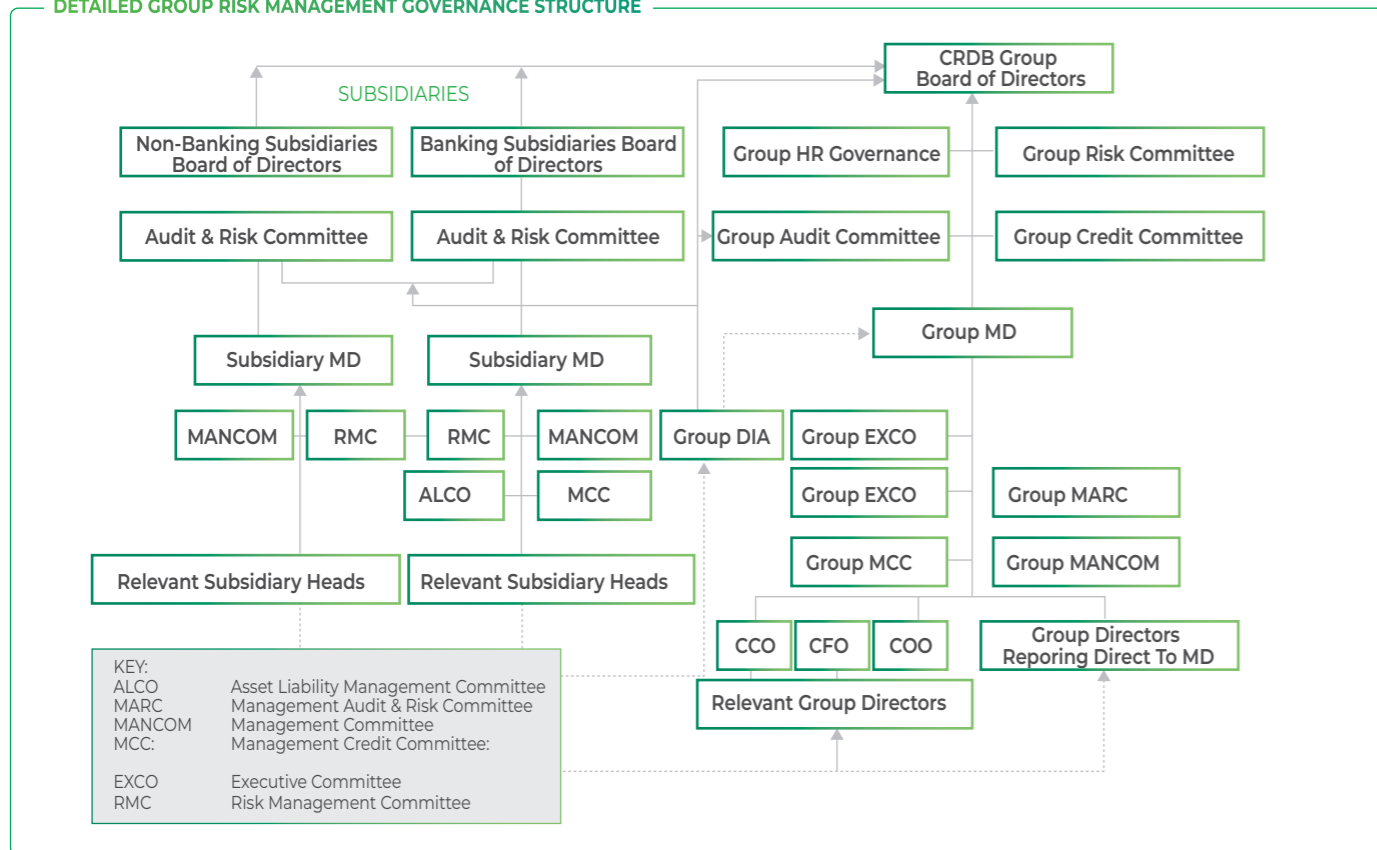 DETAILED GROUP RISK MANAGEMENT GOVERNANCE STRUCTURE
CRDB Group
Board of Directors
SUBSIDIARIES
Non-Banking Subsidiaries
Board of Directors
Banking Subsidiaries Board
of Directors
Group HR Governance
Group Risk Committee
Audit & Risk Committee
Audit & Risk Committee
Group Audit Committee
Group Credit Committee
Group MD
Subsidiary MD
Subsidiary MD
MANCOM
RMC
RMC
MANCOM
Group DIA
Group EXCO
ALCO
MCC
Group EXCO
Group MARC
Group MCC
Group MANCOM
Relevant Subsidiary Heads
Relevant Subsidiary Heads
CCO
CFO
COO
Group Directors
Reporing Direct To MD
Relevant Group Directors
KEY:
ALCO Asset Liability Management Committee
MARC Management Audit & Risk Committee
MANCOM Management Committee
MCC: Management Credit Committee:
EXCO Executive Committee
RMC Risk Management Committee